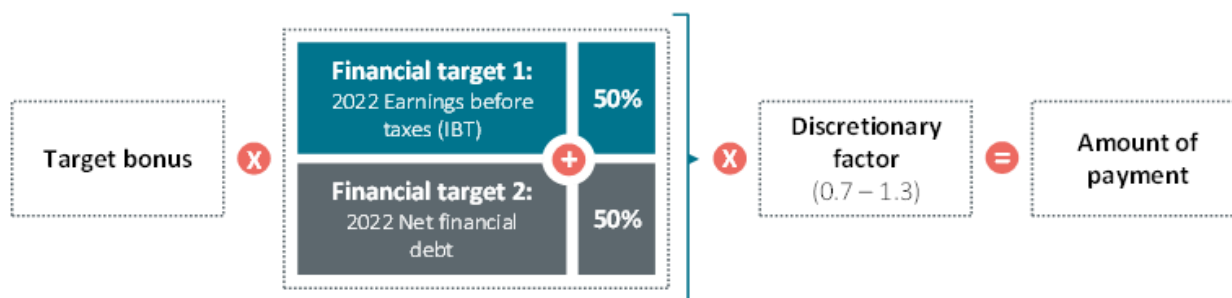 Target bonus
X
Financial target 1:
2022 Earnings before
taxes (IBT)
50%
+
Financial target 2:
2022 Net financial
debt
50%
X
Discretionary
factor
(0.7 – 1.3)
=
Amount of
payment